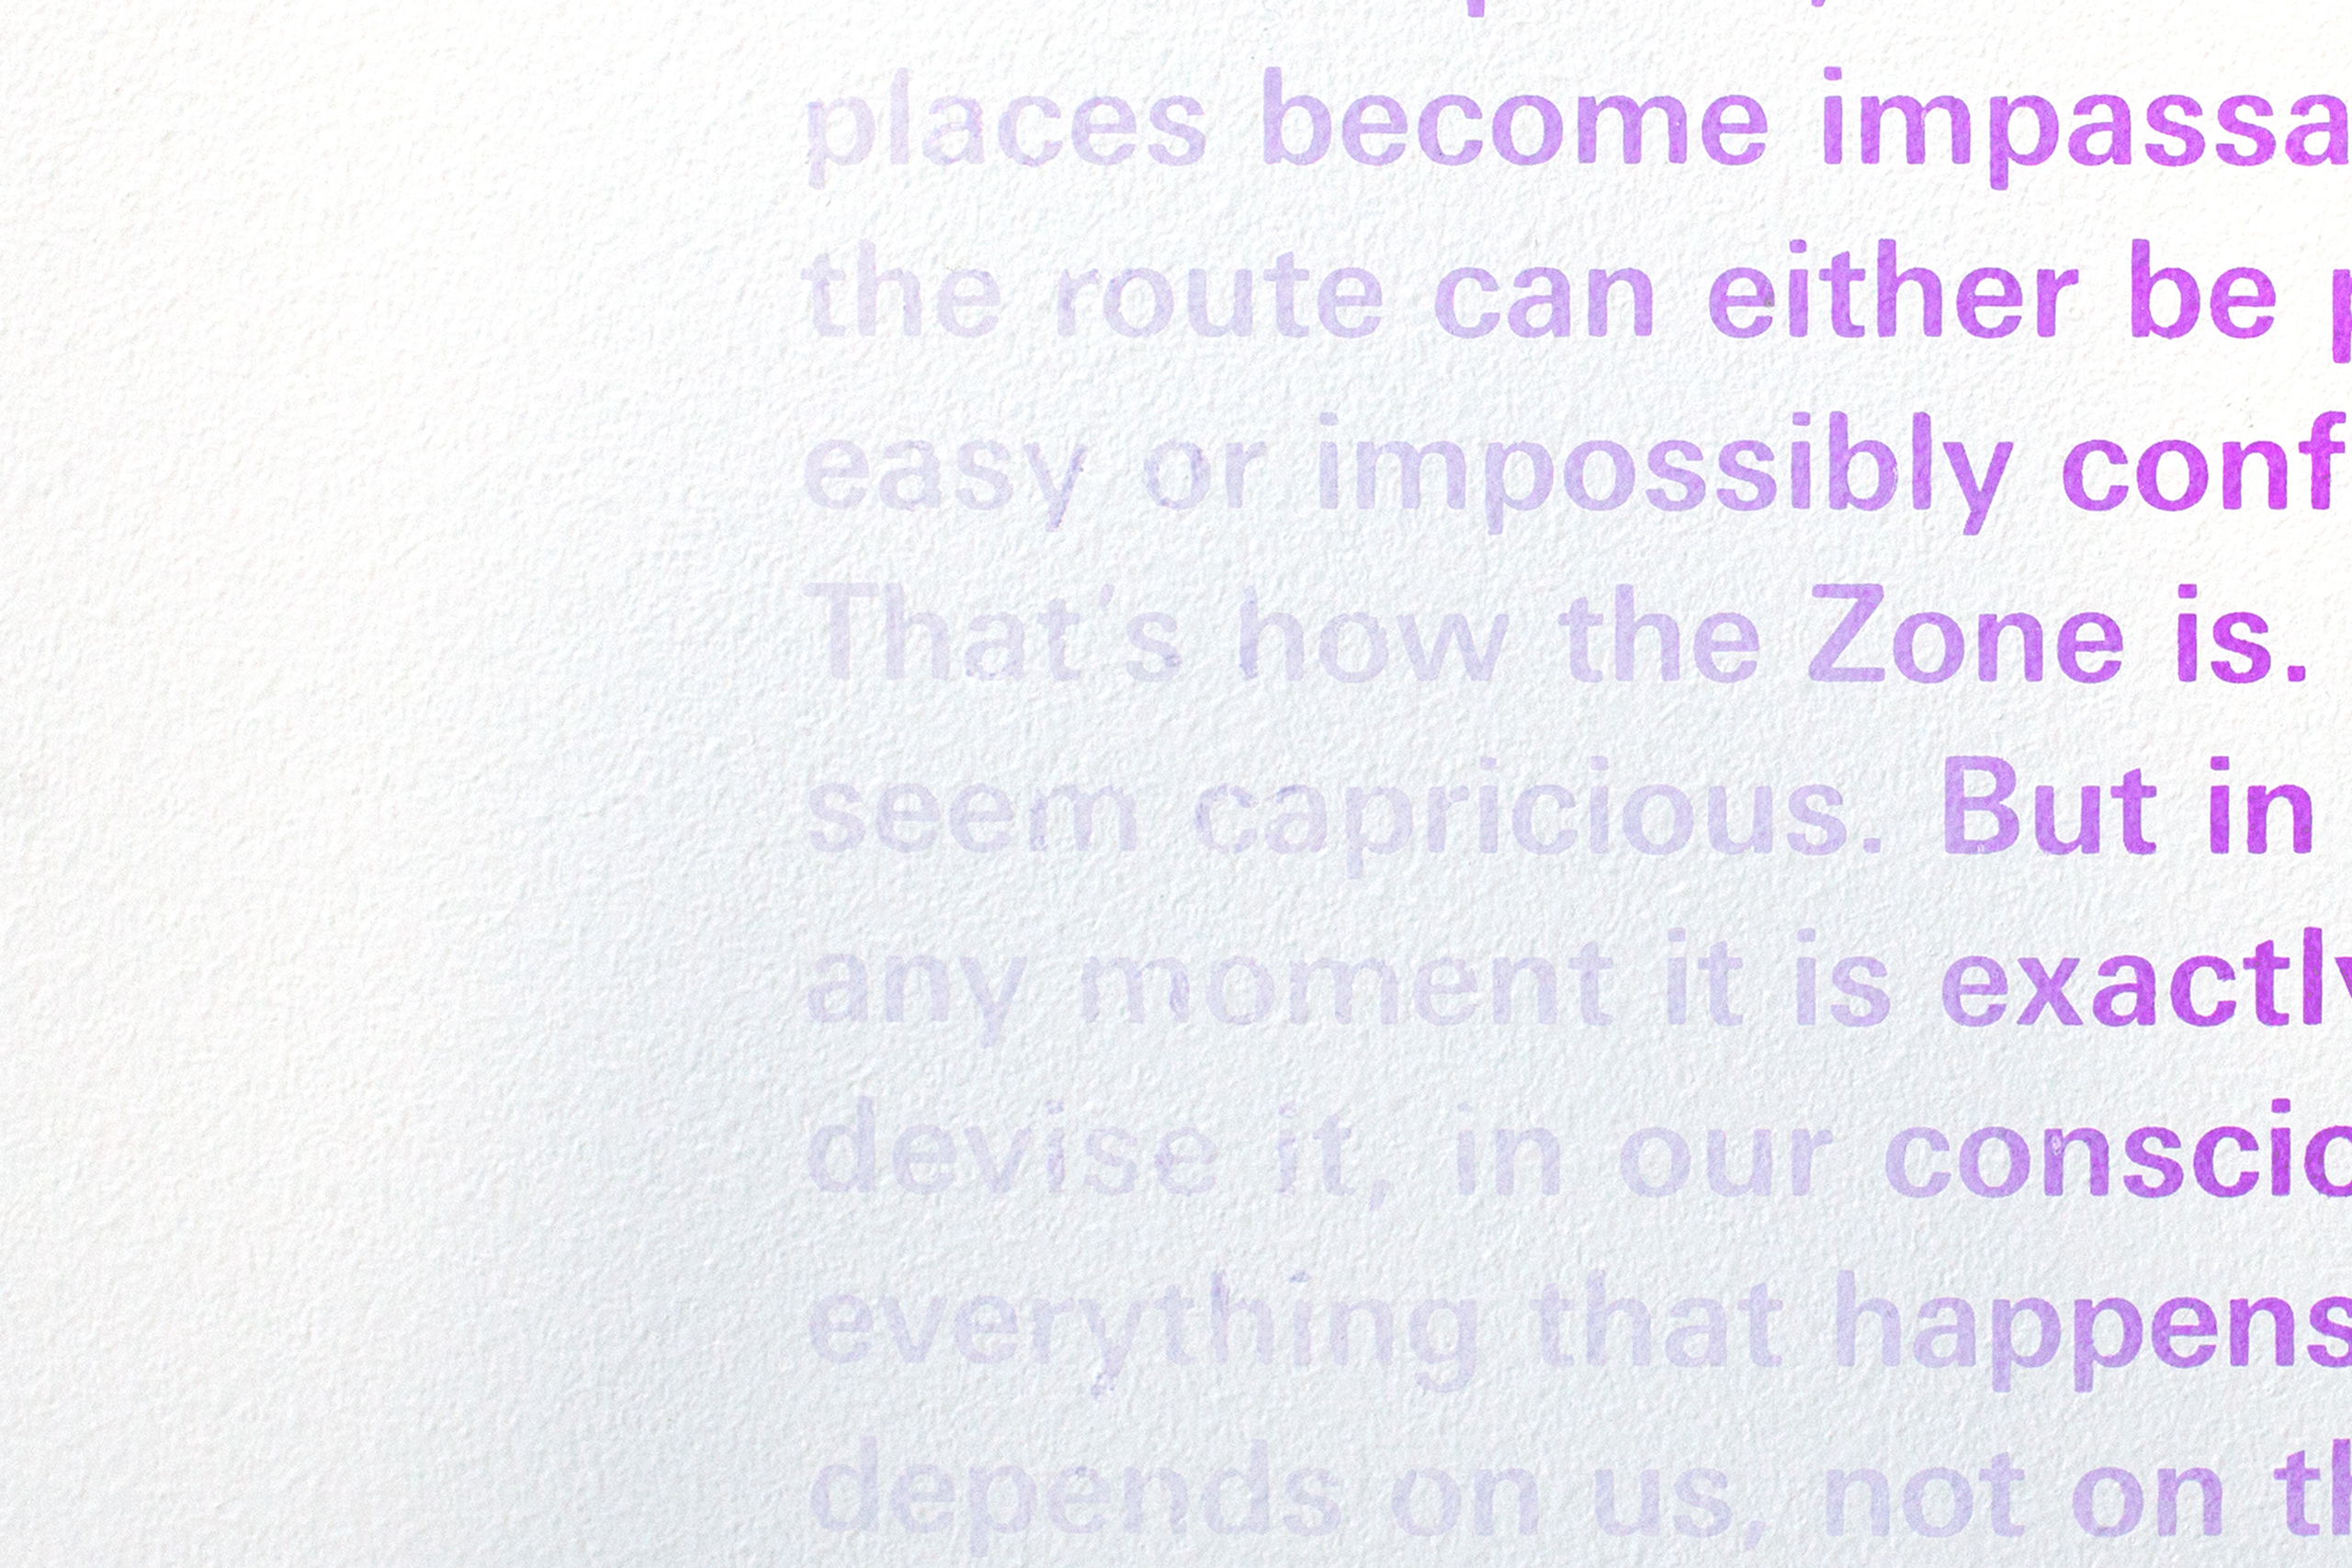 places become impassa
the route can either be p
easy or impossibly conf
That's how the Zone is.
seem capricious. But in
any moment it is exactly
devise it, in our conscio
everything that happens
depends on us, not on th